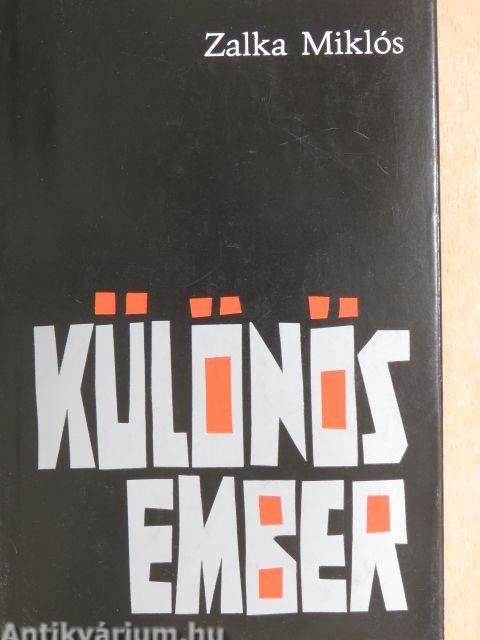 Zalka Miklós
KÜLÖNÖS
EMBER
Antikvárium.hu